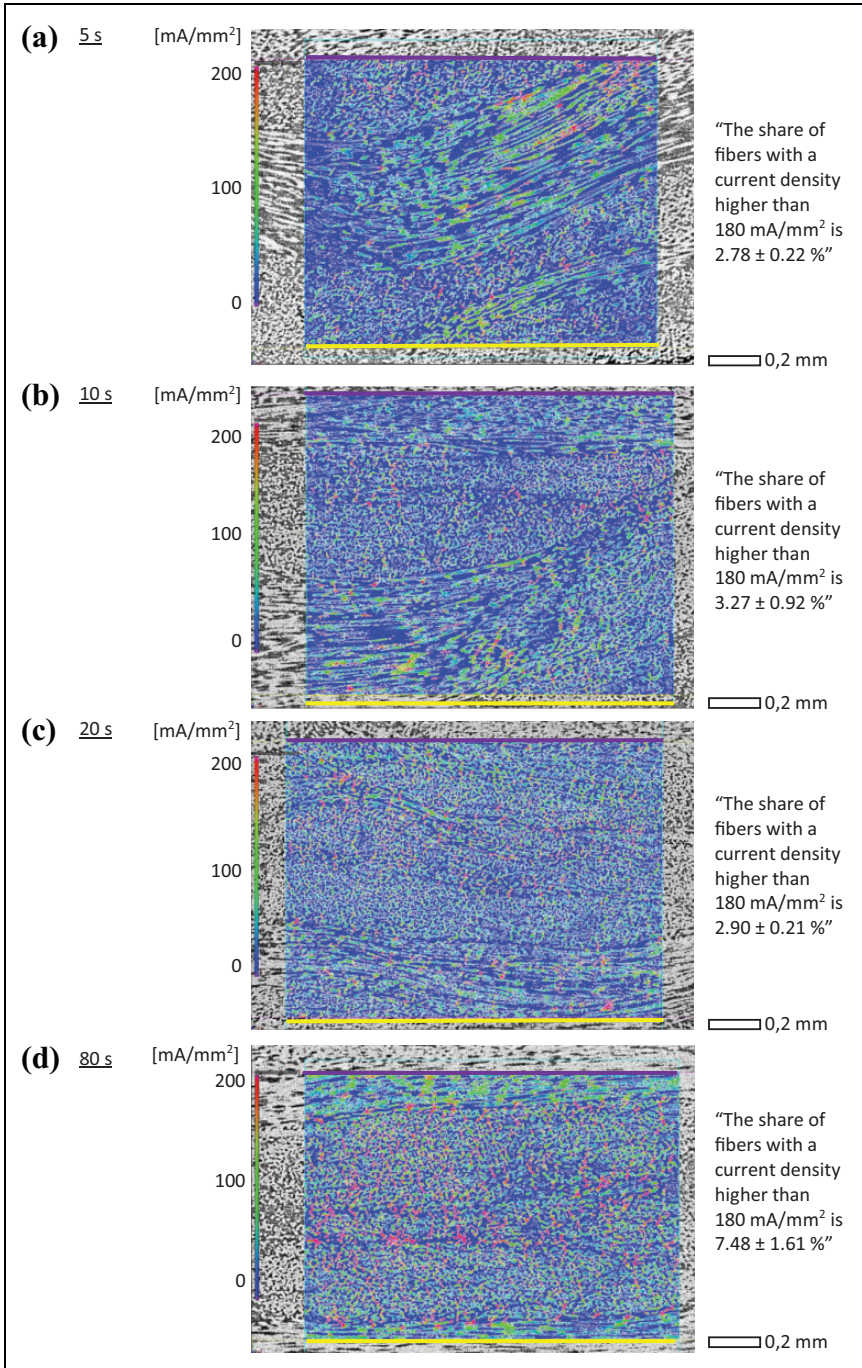 (a) 5 s [mA/mm²]
200
100
0
“The share of
fibers with a
current density
higher than
180 mA/mm² is
2.78 ± 0.22 %”
0,2 mm
(b) 10 s [mA/mm²]
200
100
0
“The share of
fibers with a
current density
higher than
180 mA/mm² is
3.27 ± 0.92 %”
0,2 mm
(c) 20 s [mA/mm²]
200
100
0
“The share of
fibers with a
current density
higher than
180 mA/mm² is
2.90 ± 0.21 %”
0,2 mm
(d) 80 s [mA/mm²]
200
100
0
“The share of
fibers with a
current density
higher than
180 mA/mm² is
7.48 ± 1.61 %”
0,2 mm